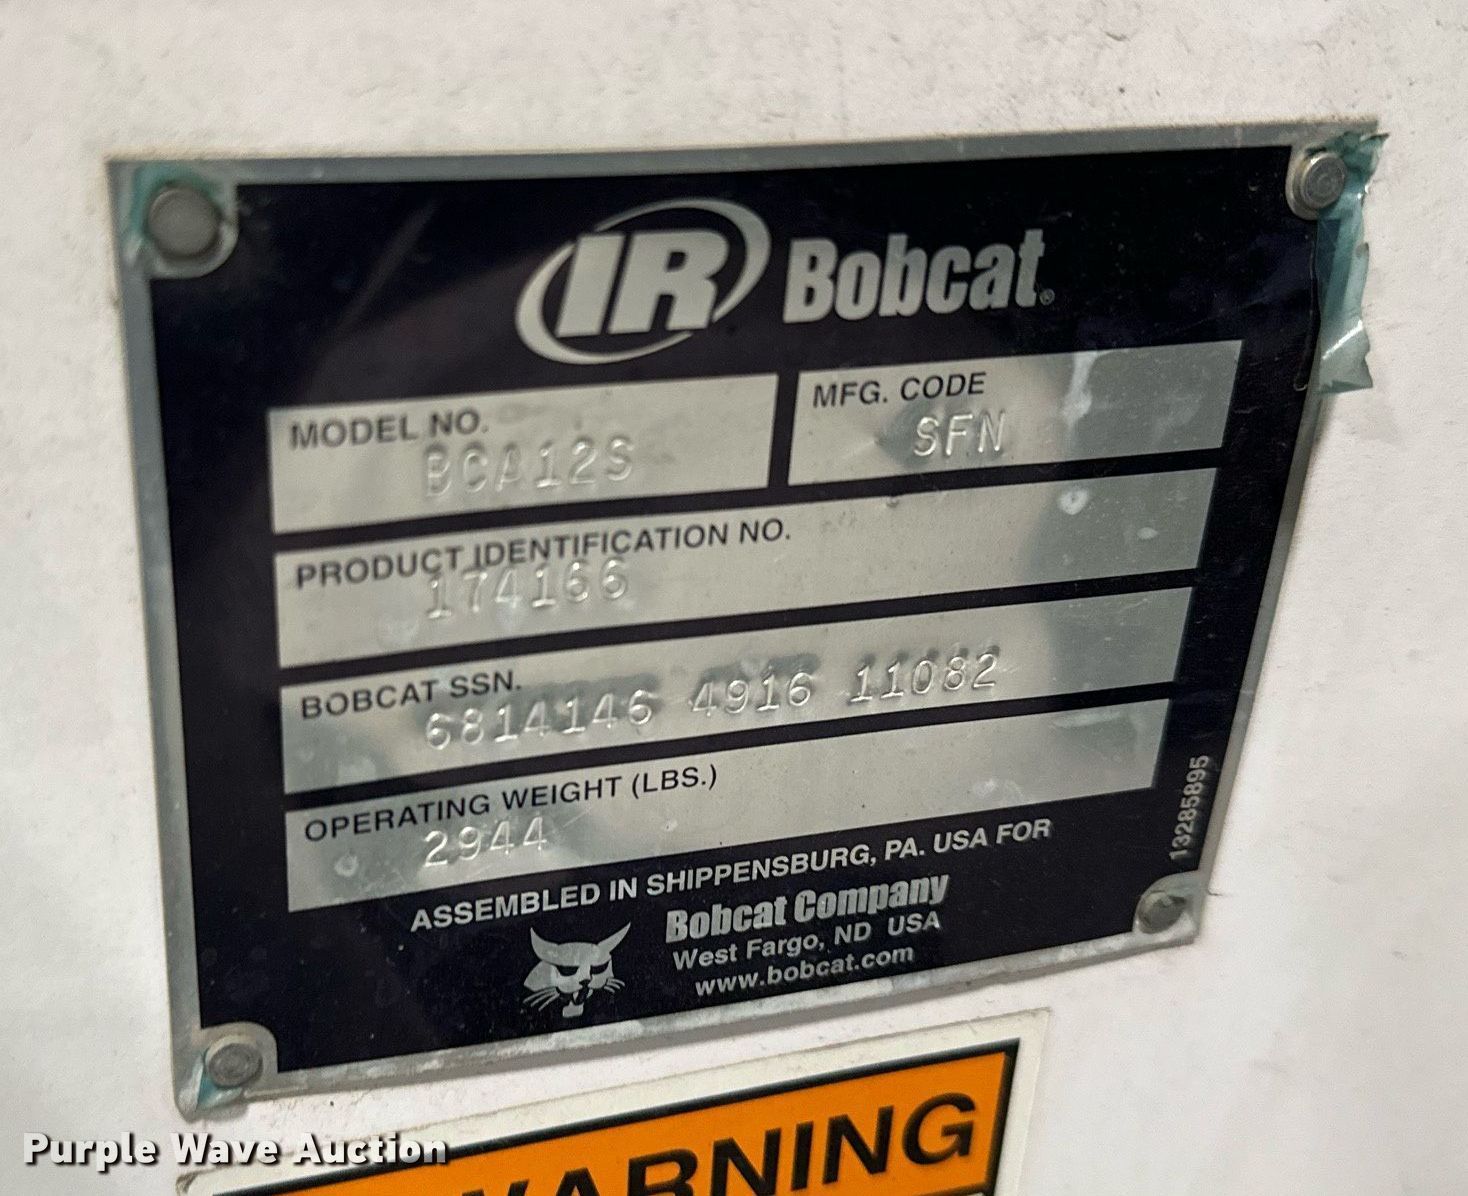 IR Bobcat®
MODEL NO.
BCA12S
MFG. CODE
SFN
PRODUCT IDENTIFICATION NO.
174166
BOBCAT SSN.
6814146 4916 11082
OPERATING WEIGHT (LBS.)
2944
13285895
ASSEMBLED IN SHIPPENSBURG, PA. USA FOR
Bobcat Company
West Fargo, ND USA
www.bobcat.com
WARNING
Purple Wave Auction